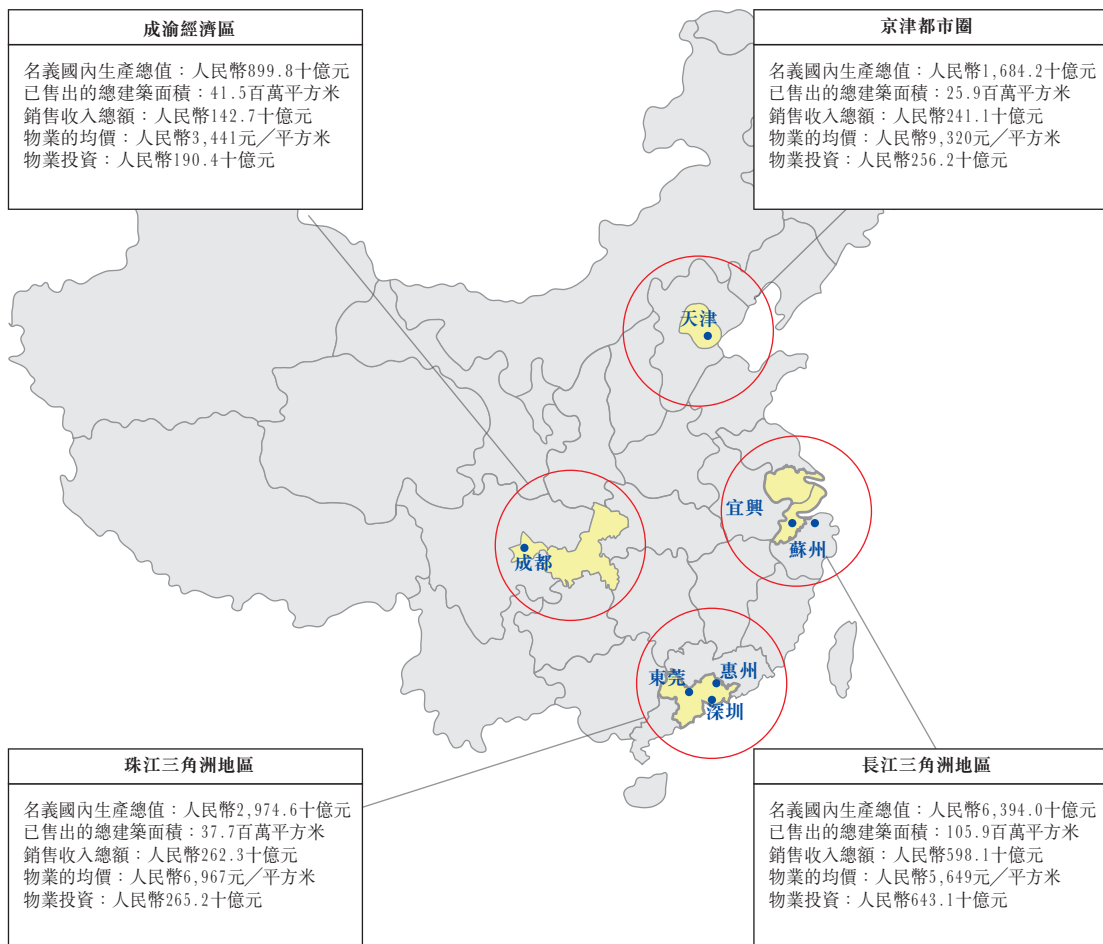 成渝經濟區
名義國內生產總值：人民幣899.8十億元
已售出的總建築面積：41.5百萬平方米
銷售收入總額：人民幣142.7十億元
物業的均價：人民幣3,441元／平方米
物業投資：人民幣190.4十億元
京津都市圈
名義國內生產總值：人民幣1,684.2十億元
已售出的總建築面積：25.9百萬平方米
銷售收入總額：人民幣241.1十億元
物業的均價：人民幣9,320元／平方米
物業投資：人民幣256.2十億元
天津
宜興
蘇州
成都
東莞
惠州
深圳
珠江三角洲地區
名義國內生產總值：人民幣2,974.6十億元
已售出的總建築面積：37.7百萬平方米
銷售收入總額：人民幣262.3十億元
物業的均價：人民幣6,967元／平方米
物業投資：人民幣265.2十億元
長江三角洲地區
名義國內生產總值：人民幣6,394.0十億元
已售出的總建築面積：105.9百萬平方米
銷售收入總額：人民幣598.1十億元
物業的均價：人民幣5,649元／平方米
物業投資：人民幣643.1十億元